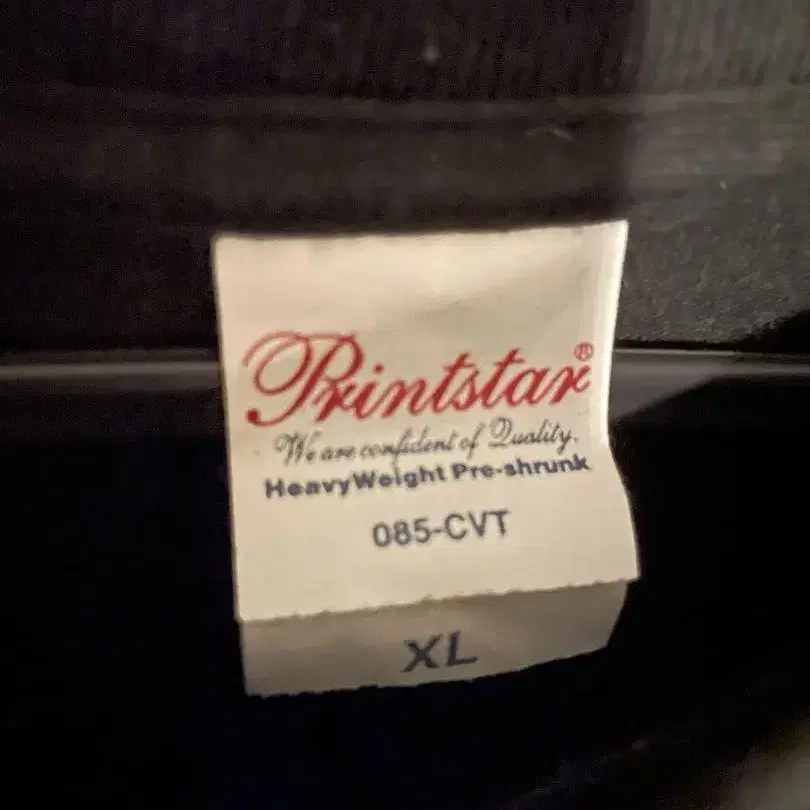 Printstar®
We are confident of Quality.
HeavyWeight Pre-shrunk
085-CVT
XL